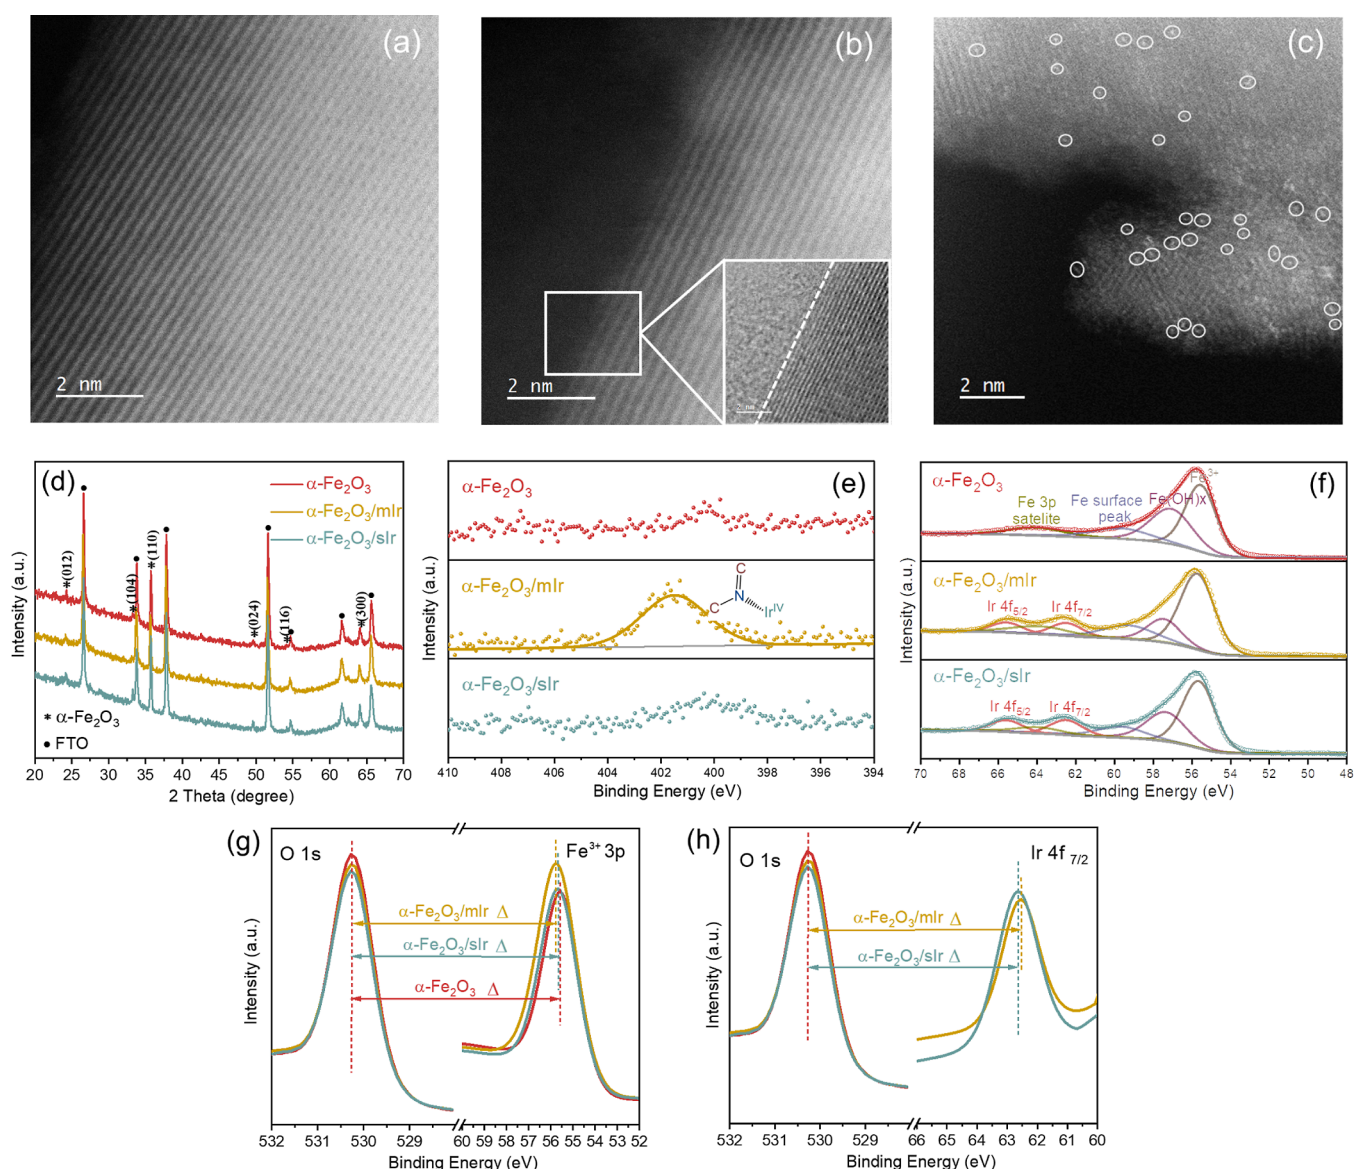 (a)
2 nm
(b)
2 nm
2 nm
(c)
2 nm
(d)
α-Fe₂O₃
α-Fe₂O₃/mIr
α-Fe₂O₃/sIr
*(012)
*(104)
*(110)
*(024)
*(116)
*(300)
* α-Fe₂O₃
● FTO
Intensity (a.u.)
20 25 30 35 40 45 50 55 60 65 70
2 Theta (degree)
(e)
α-Fe₂O₃
α-Fe₂O₃/mIr
C
C N
Irᴵⱽ
α-Fe₂O₃/sIr
Intensity (a.u.)
410 408 406 404 402 400 398 396 394
Binding Energy (eV)
(f)
α-Fe₂O₃
Fe³⁺
Fe 3p
satelite
Fe surface
peak
Fe(OH)x
α-Fe₂O₃/mIr
Ir 4f₅/₂ Ir 4f₇/₂
α-Fe₂O₃/sIr
Ir 4f₅/₂ Ir 4f₇/₂
Intensity (a.u.)
70 68 66 64 62 60 58 56 54 52 50 48
Binding Energy (eV)
(g)
O 1s
Fe³⁺ 3p
α-Fe₂O₃/mIr Δ
α-Fe₂O₃/sIr Δ
α-Fe₂O₃ Δ
Intensity (a.u.)
532 531 530 529 60 59 58 57 56 55 54 53 52
Binding Energy (eV)
(h)
O 1s
Ir 4f ₇/₂
α-Fe₂O₃/mIr Δ
α-Fe₂O₃/sIr Δ
Intensity (a.u.)
532 531 530 529 66 65 64 63 62 61 60
Binding Energy (eV)